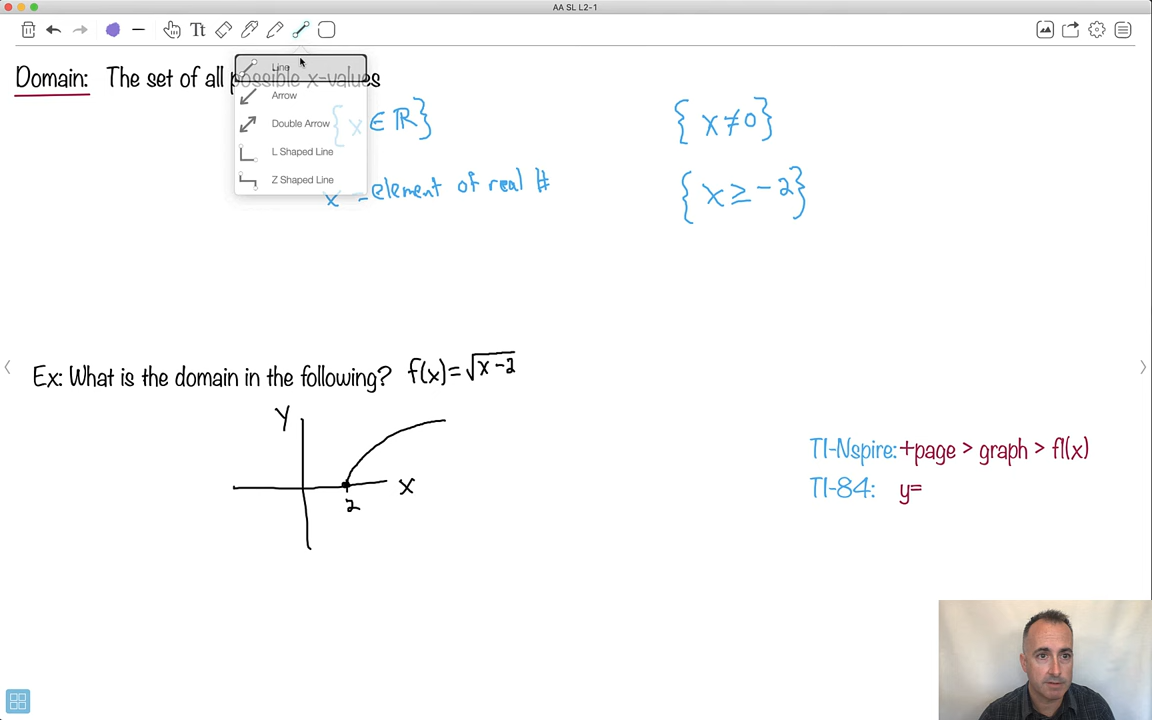 AA SL L2-1
Tt
Line
Arrow
Double Arrow
L Shaped Line
Z Shaped Line
Domain: The set of all possible x-values
{x ∈ ℝ}
{x ≠ 0}
x - element of real #
{x ≥ -2}
Ex: What is the domain in the following? f(x)=√x-2
y
x
2
TI-Nspire: +page > graph > f1(x)
TI-84: y=